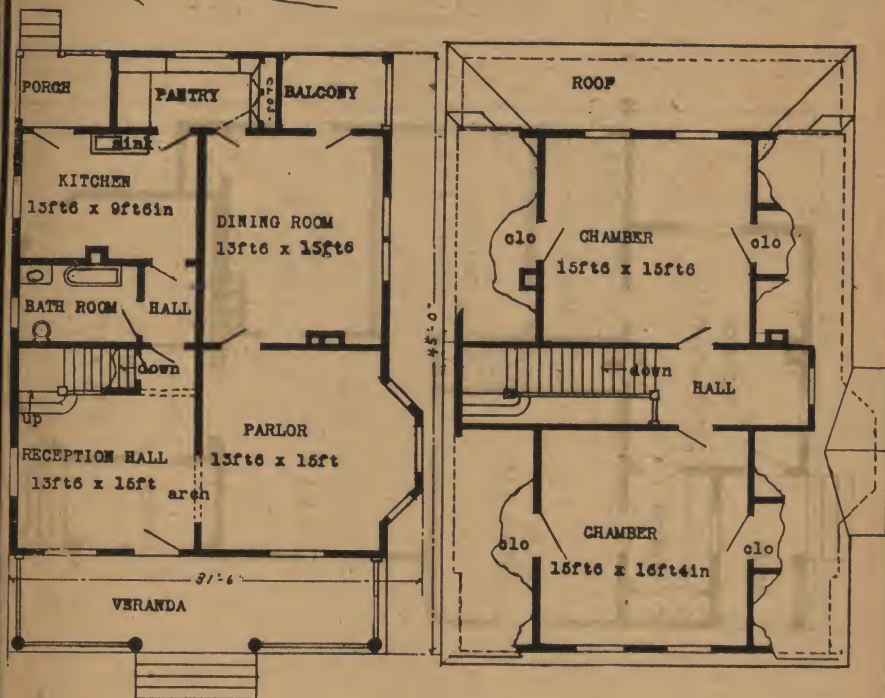 PORCH
PANTRY
BALCONY
sink
KITCHEN
13ft6 x 9ft6in
DINING ROOM
13ft6 x 15ft6
BATH ROOM
HALL
down
up
RECEPTION HALL
13ft6 x 15ft
arch
PARLOR
13ft6 x 15ft
31'-6"
VERANDA
45'-0"
ROOF
clo
CHAMBER
15ft6 x 15ft6
clo
down
HALL
clo
CHAMBER
15ft6 x 16ft4in
clo